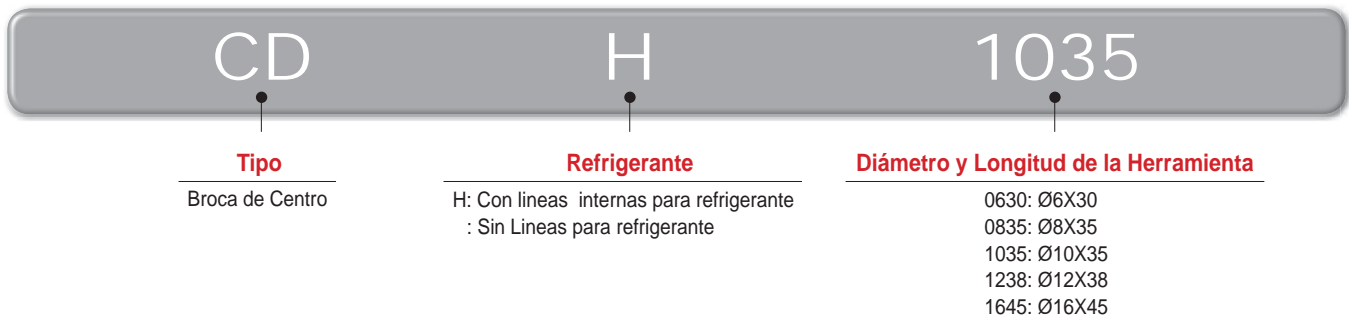 CD H 1035
Tipo Refrigerante Diámetro y Longitud de la Herramienta
Broca de Centro H: Con lineas internas para refrigerante 0630: Ø6X30
: Sin Lineas para refrigerante 0835: Ø8X35
1035: Ø10X35
1238: Ø12X38
1645: Ø16X45